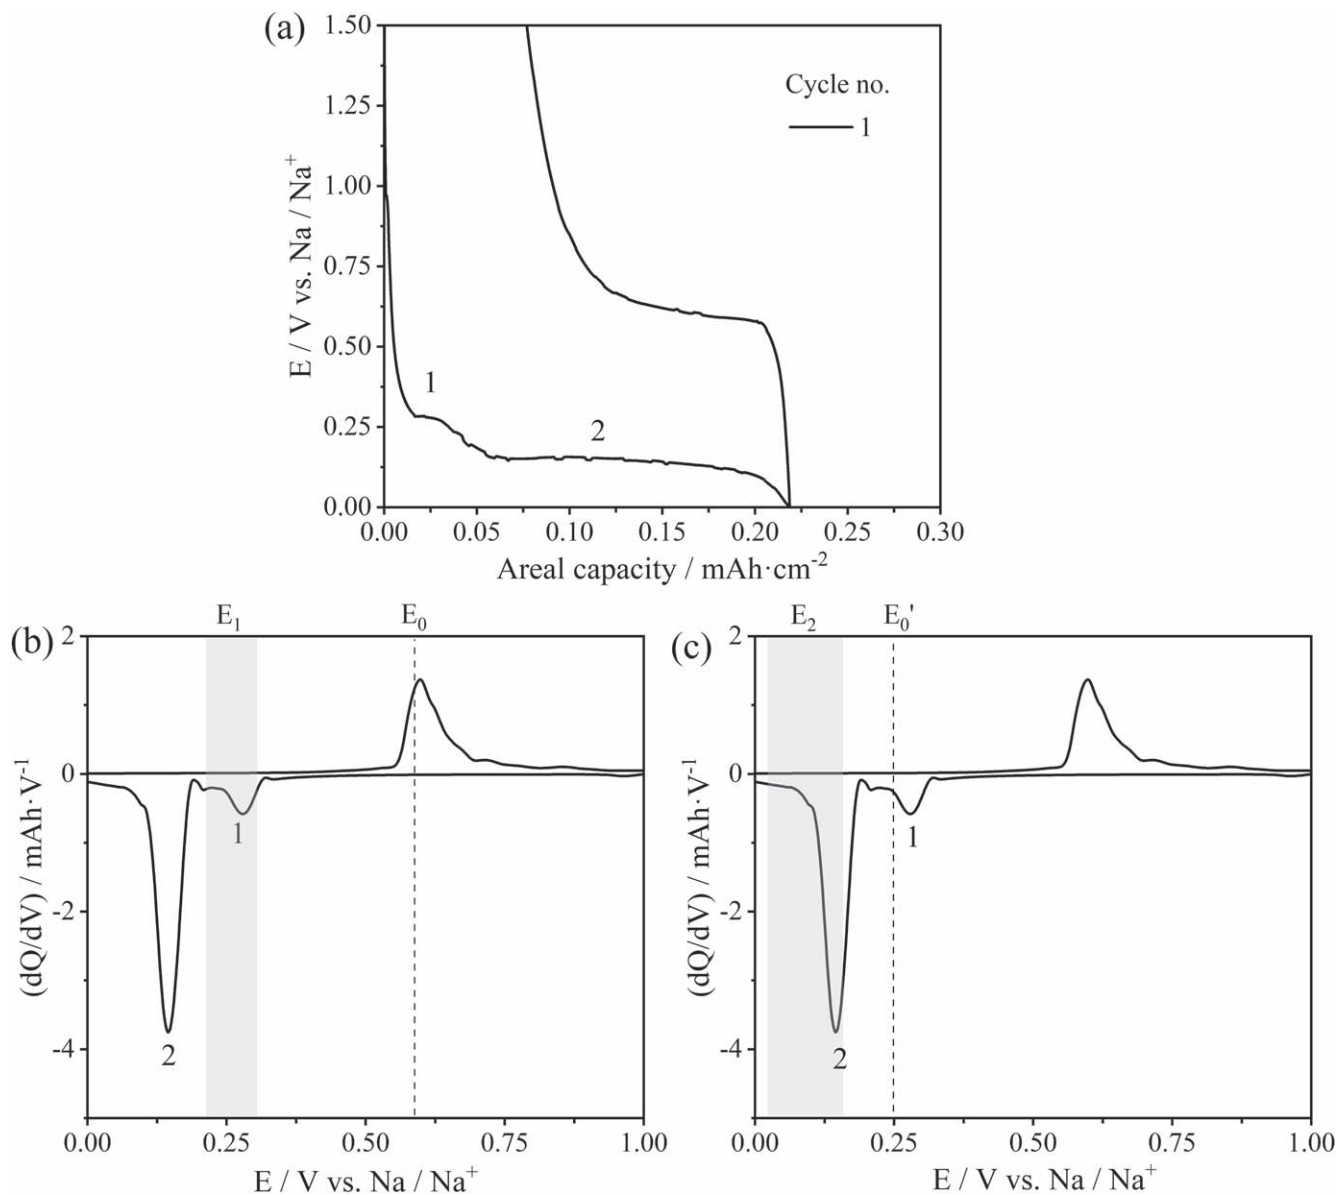 (a)
E / V vs. Na / Na⁺
1.50
1.25
1.00
0.75
0.50
0.25
0.00
Cycle no.
1
1
2
0.00 0.05 0.10 0.15 0.20 0.25 0.30
Areal capacity / mAh·cm⁻²
(b)
E₁ E₀
(dQ/dV) / mAh·V⁻¹
2
0
-2
-4
1
2
0.00 0.25 0.50 0.75 1.00
E / V vs. Na / Na⁺
(c)
E₂ E₀'
(dQ/dV) / mAh·V⁻¹
2
0
-2
-4
1
2
0.00 0.25 0.50 0.75 1.00
E / V vs. Na / Na⁺